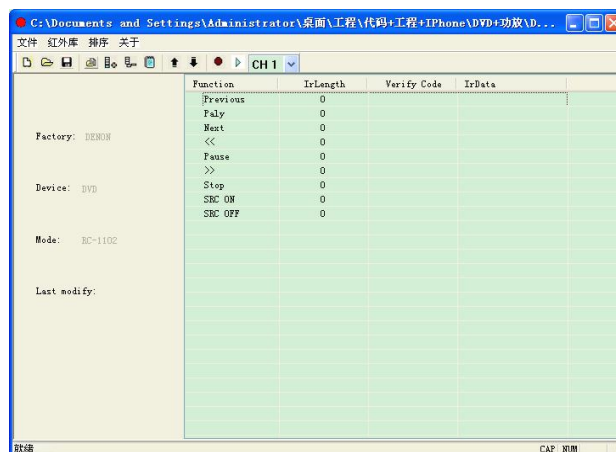 C:\Documents and Settings\Administrator\桌面\工程\代码+工程+IPhone\DVD+功放\D...
文件 红外库 排序 关于
CH 1
Function IrLength Verify Code IrData
Previous 0
Paly 0
Next 0
<< 0
Pause 0
>> 0
Stop 0
SRC ON 0
SRC OFF 0
Factory: DENON
Device: DVD
Mode: RC-1102
Last modify:
就绪 CAP NUM